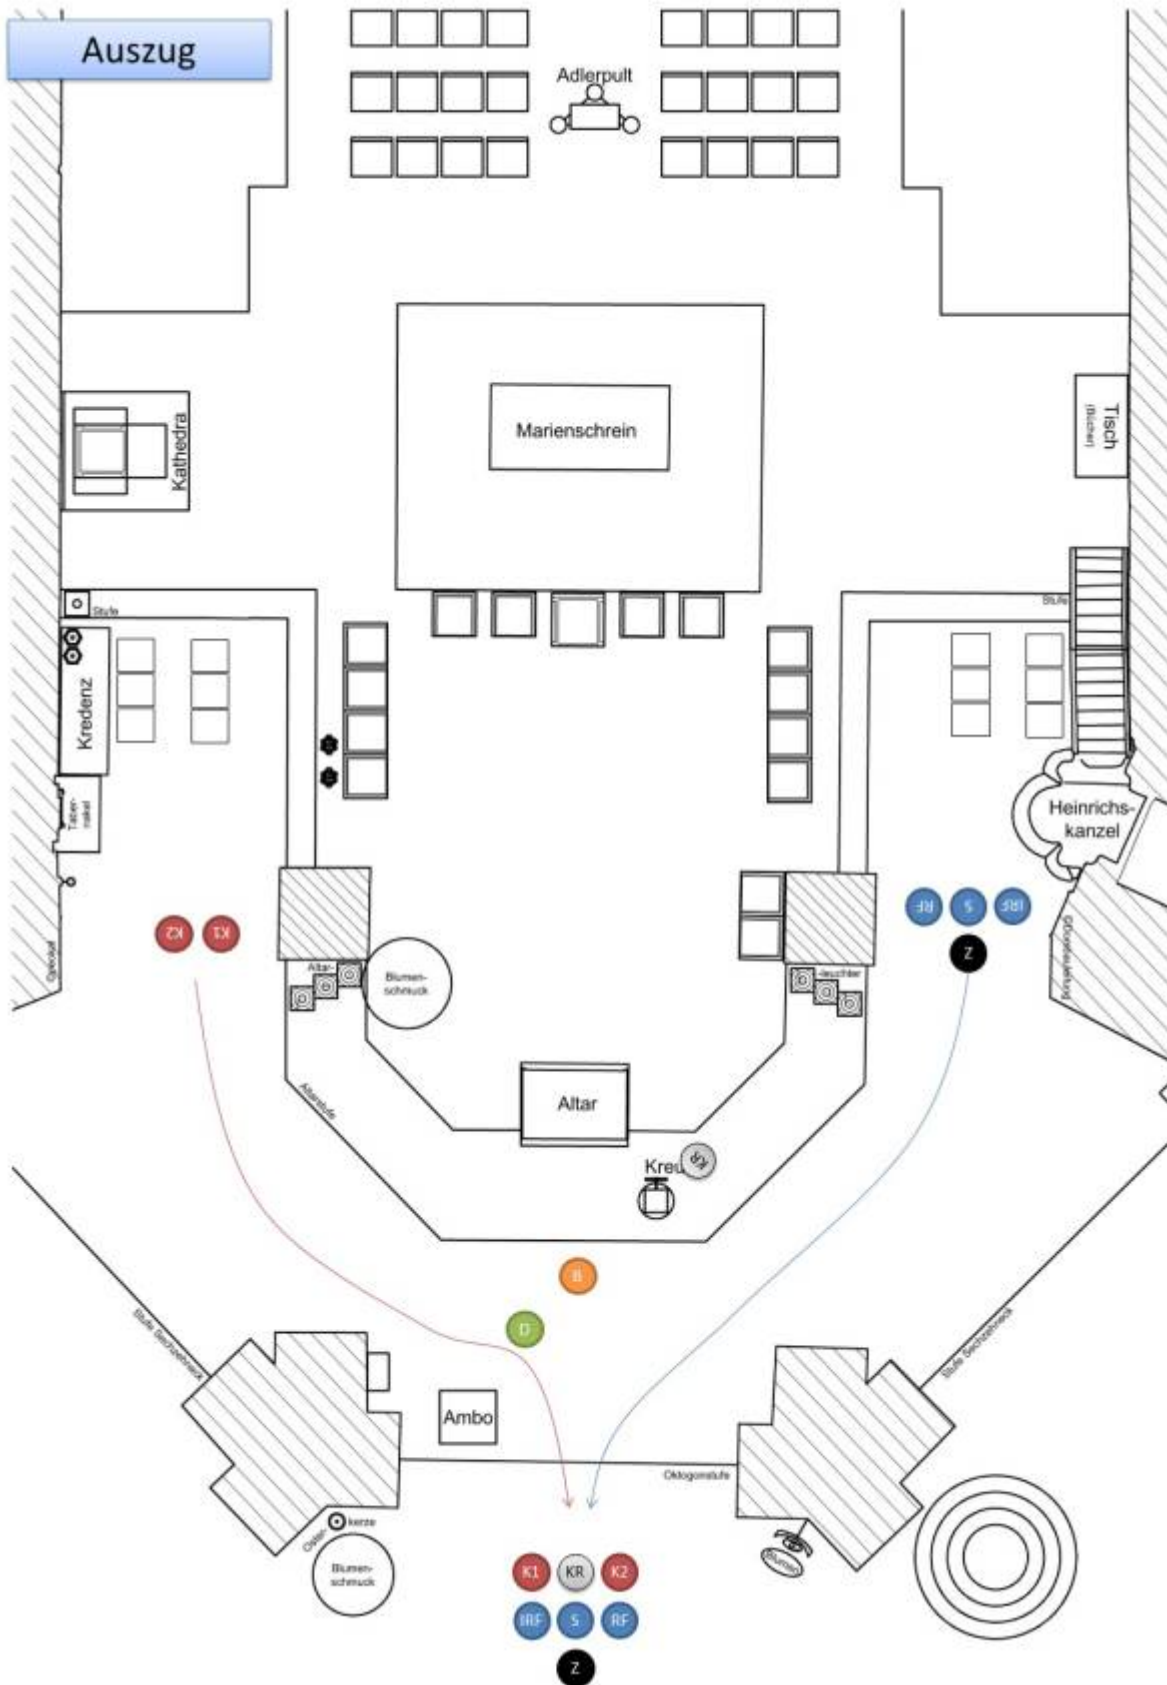 Auszug
Adlerpult
Marienschrein
Kathedra
Tisch
(Bücher)
Stufe
Stufe
Kredenz
Taber-
nakel
Heinrichs-
kanzel
K2
K1
RF
S
IRF
Z
Altar-
Blumen-
schmuck
-leuchter
Altarstufe
Altar
Kreu
KR
B
D
Stufe Sechzehneck
Stufe Sechzehneck
Ambo
Oktogonstufe
Oster-
kerze
Blumen-
schmuck
Blumen
K1
KR
K2
IRF
S
RF
Z